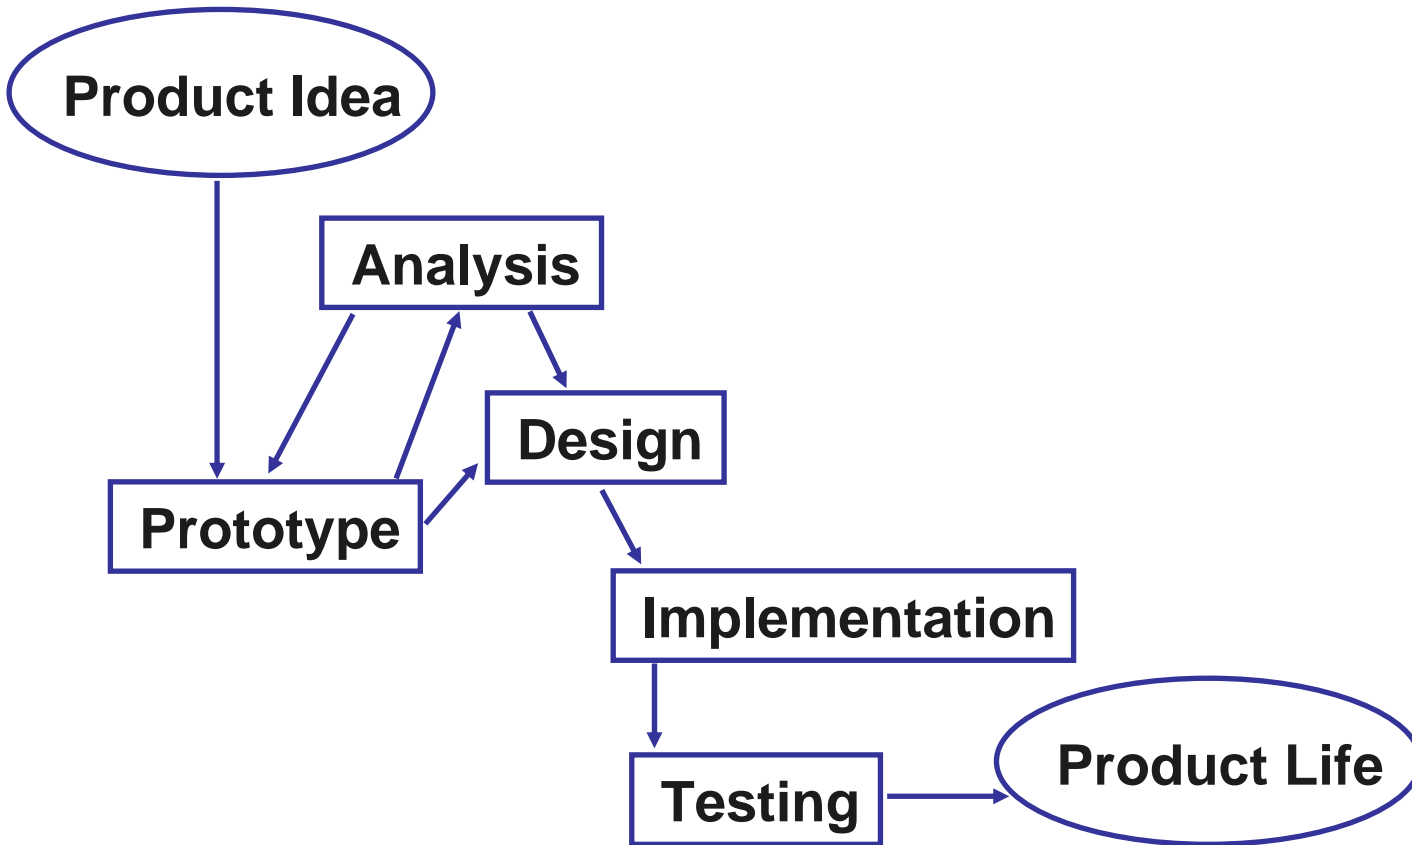 Product Idea
Analysis
Design
Prototype
Implementation
Product Life
Testing